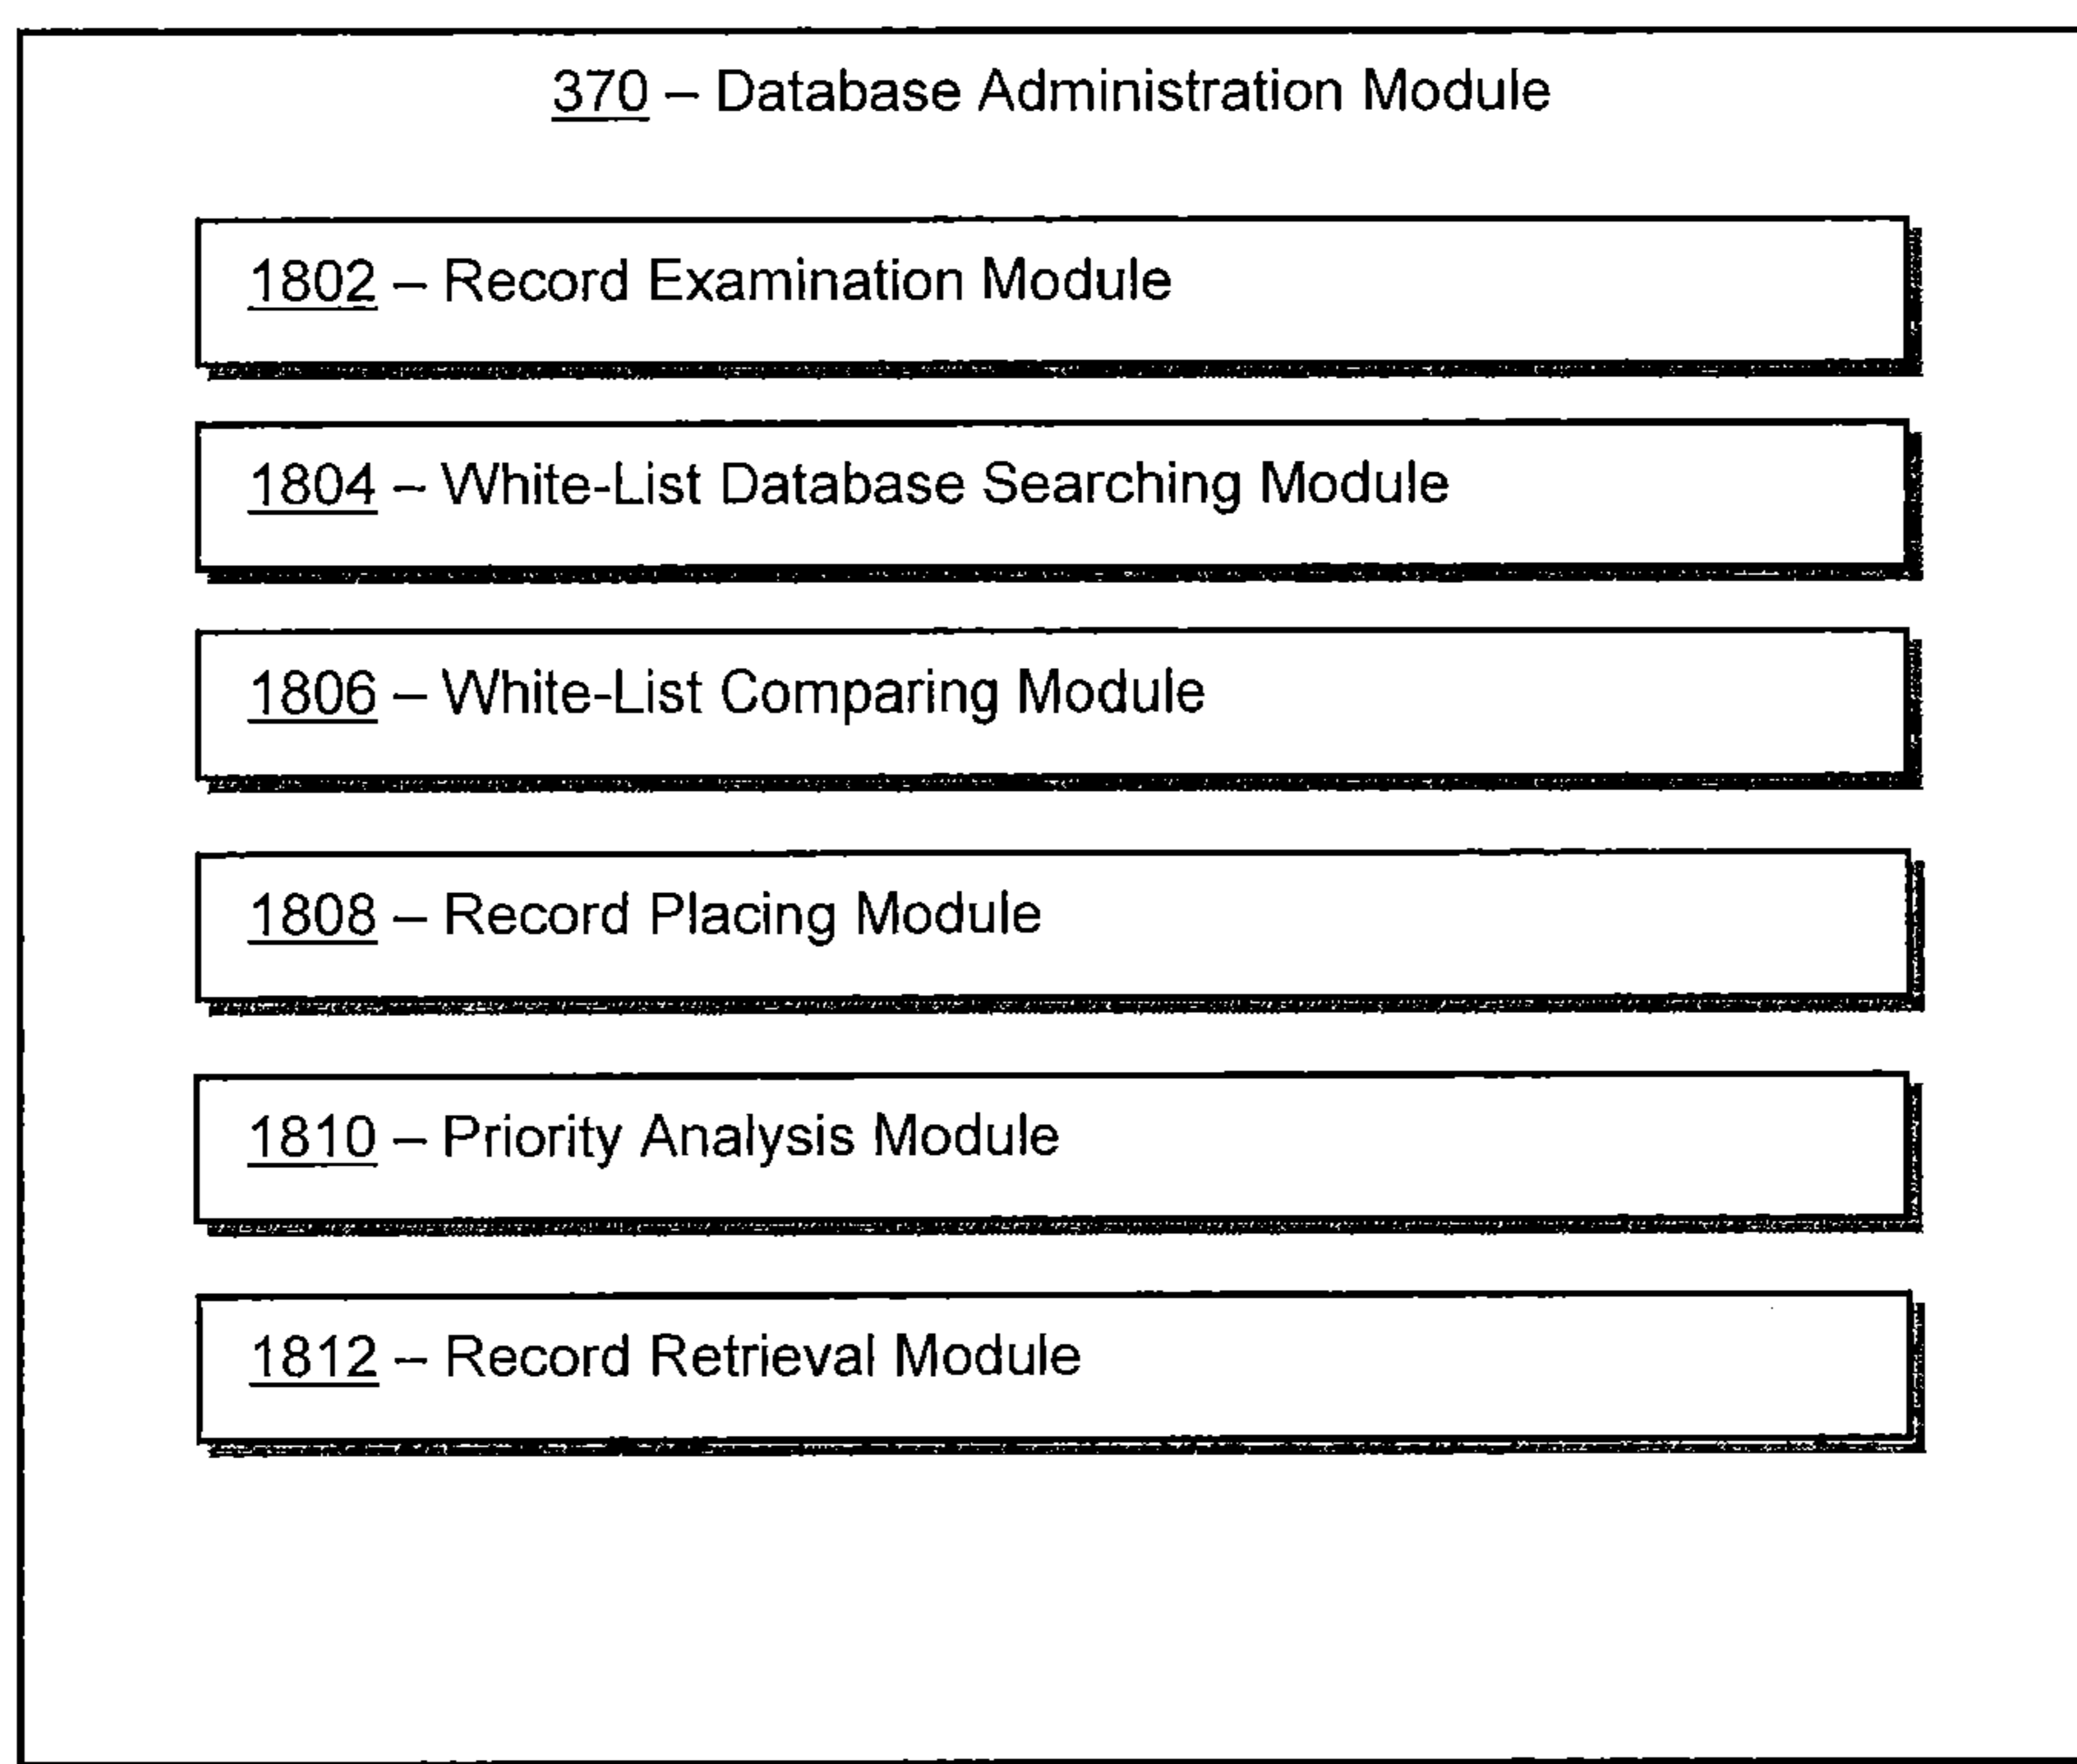 370 – Database Administration Module
1802 – Record Examination Module
1804 – White-List Database Searching Module
1806 – White-List Comparing Module
1808 – Record Placing Module
1810 – Priority Analysis Module
1812 – Record Retrieval Module